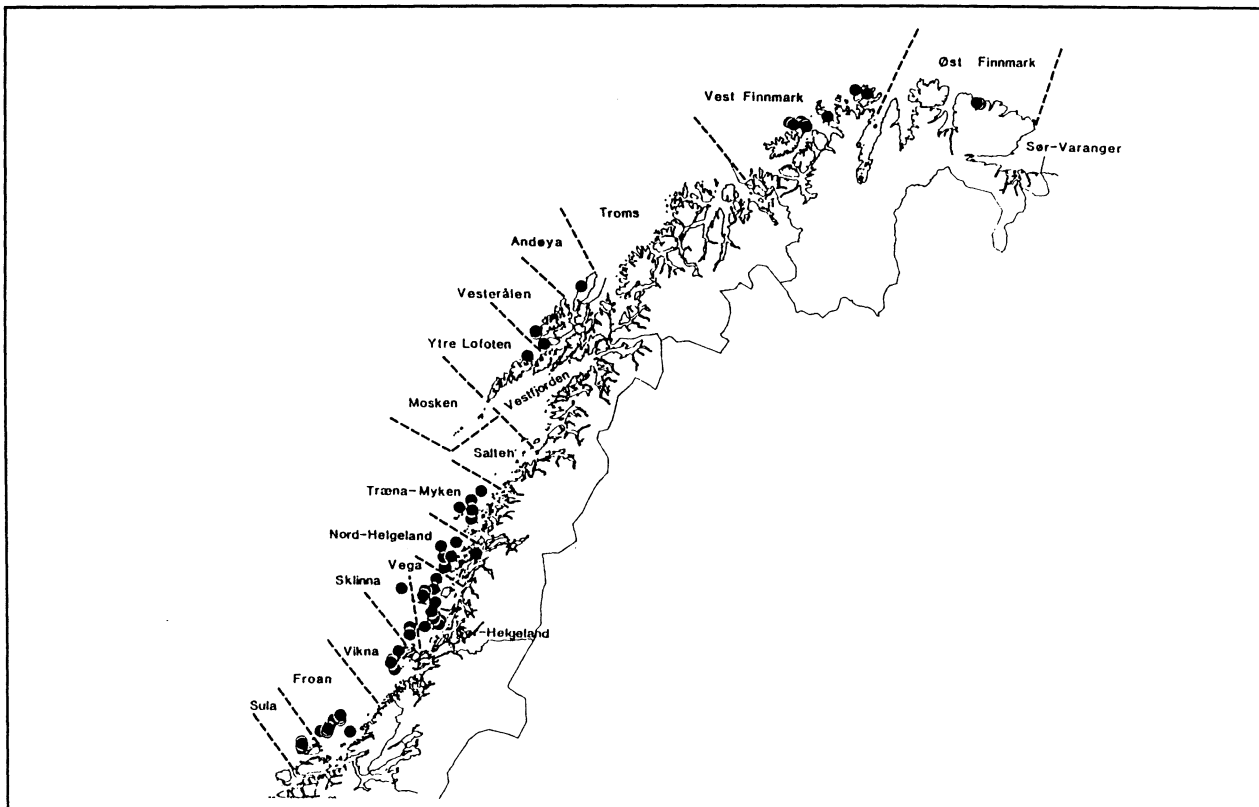 Øst Finnmark
Vest Finnmark
Sør-Varanger
Troms
Andøya
Vesterålen
Ytre Lofoten
Vestfjorden
Mosken
Salten
Træna-Myken
Nord-Helgeland
Vega
Sklinna
-Helgeland
Vikna
Froan
Sula